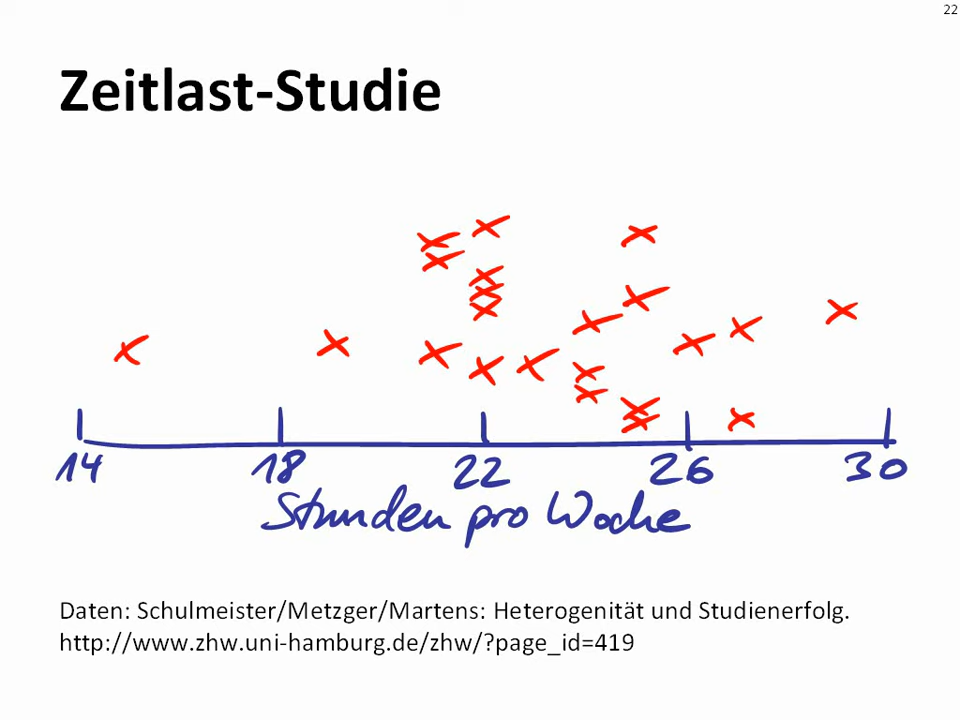 22
Zeitlast-Studie
14 18 22 26 30
Stunden pro Woche
Daten: Schulmeister/Metzger/Martens: Heterogenität und Studienerfolg.
http://www.zhw.uni-hamburg.de/zhw/?page_id=419